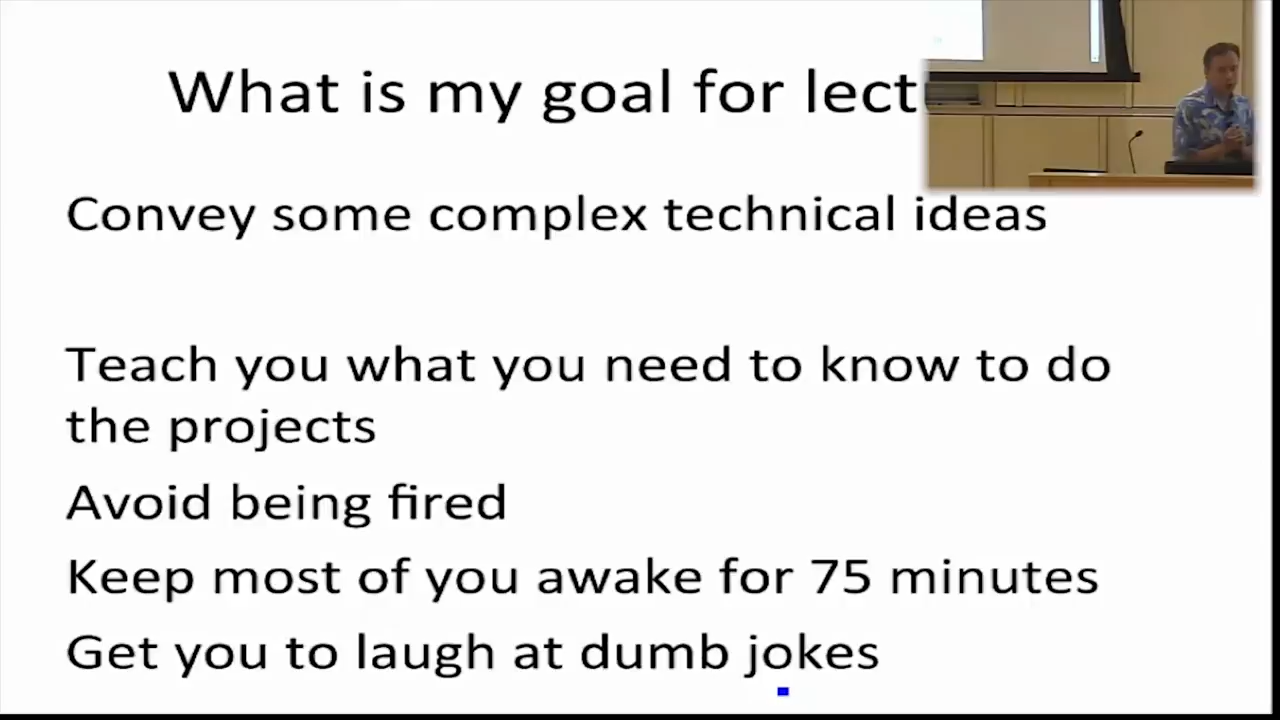 What is my goal for lect
Convey some complex technical ideas
Teach you what you need to know to do
the projects
Avoid being fired
Keep most of you awake for 75 minutes
Get you to laugh at dumb jokes